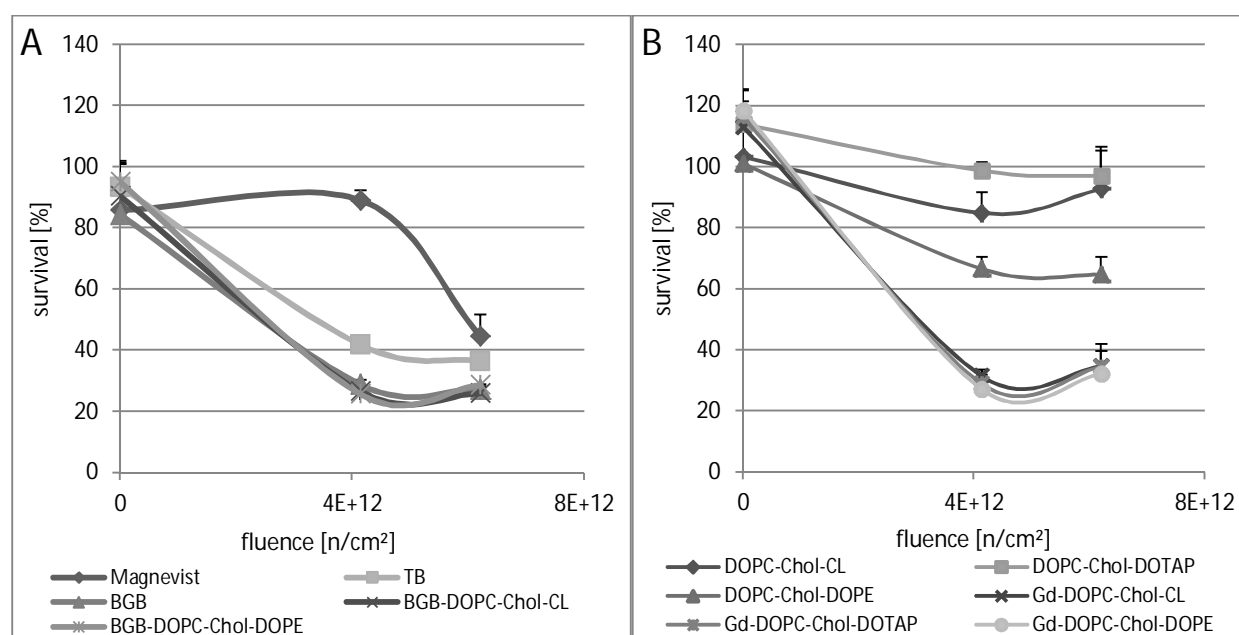 A
140
120
100
80
60
40
20
0
survival [%]
0 4E+12 8E+12
fluence [n/cm²]
Magnevist TB
BGB BGB-DOPC-Chol-CL
BGB-DOPC-Chol-DOPE
B
140
120
100
80
60
40
20
0
survival [%]
0 4E+12 8E+12
fluence [n/cm²]
DOPC-Chol-CL DOPC-Chol-DOTAP
DOPC-Chol-DOPE Gd-DOPC-Chol-CL
Gd-DOPC-Chol-DOTAP Gd-DOPC-Chol-DOPE